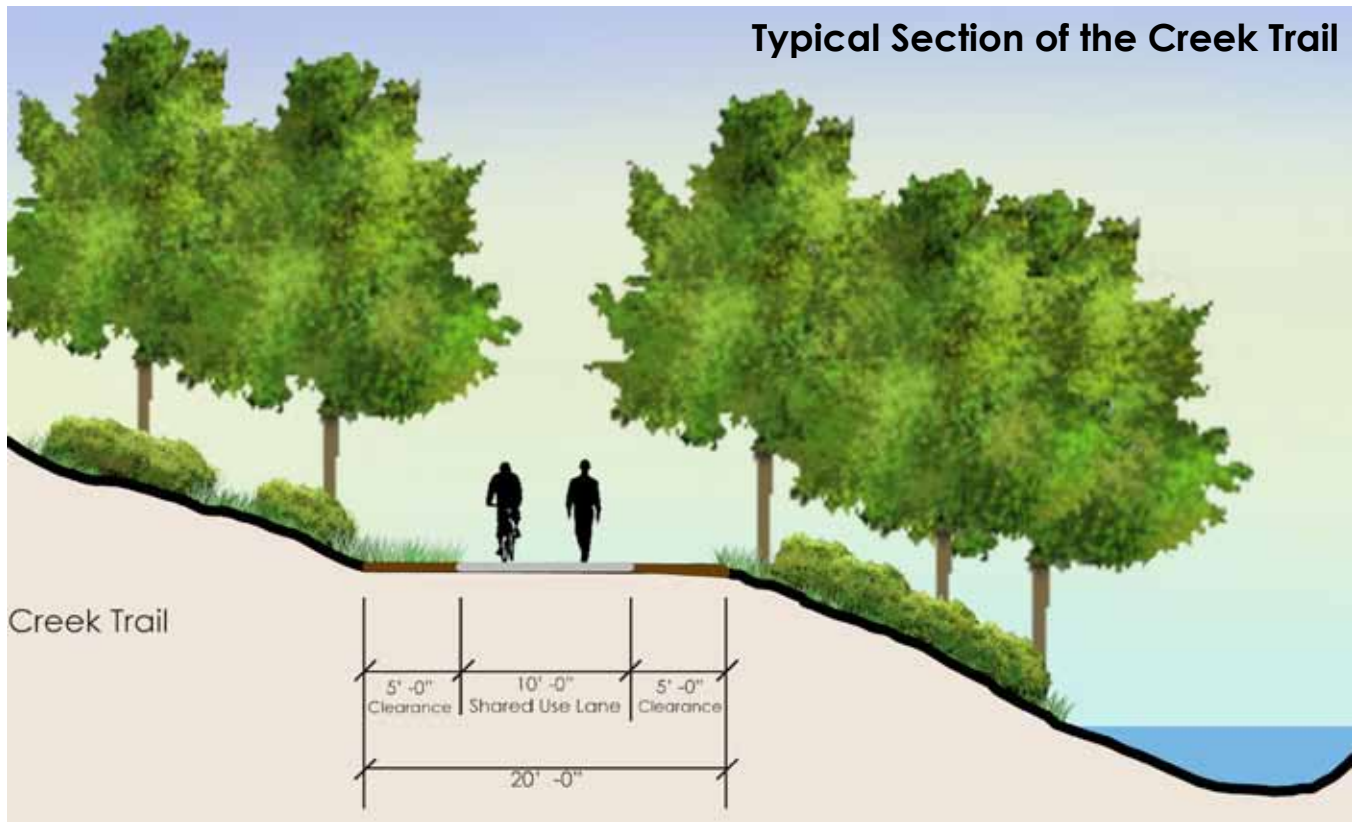 Typical Section of the Creek Trail
Creek Trail
5' -0"
Clearance
10' -0"
Shared Use Lane
5' -0"
Clearance
20' -0"